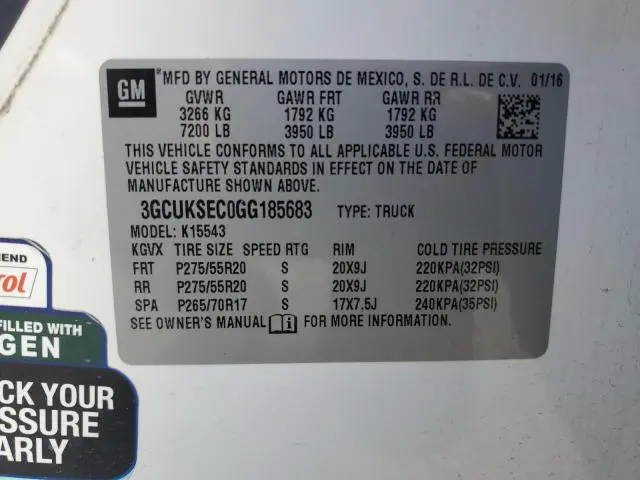 GM
MFD BY GENERAL MOTORS DE MEXICO, S. DE R.L. DE C.V. 01/16
GVWR GAWR FRT GAWR RR
3266 KG 1792 KG 1792 KG
7200 LB 3950 LB 3950 LB
THIS VEHICLE CONFORMS TO ALL APPLICABLE U.S. FEDERAL MOTOR
VEHICLE SAFETY STANDARDS IN EFFECT ON THE DATE OF
MANUFACTURE SHOWN ABOVE.
3GCUKSEC0GG185683 TYPE: TRUCK
MODEL: K15543
KGVX TIRE SIZE SPEED RTG RIM COLD TIRE PRESSURE
FRT P275/55R20 S 20X9J 220KPA(32PSI)
RR P275/55R20 S 20X9J 220KPA(32PSI)
SPA P265/70R17 S 17X7.5J 240KPA(35PSI)
SEE OWNER'S MANUAL FOR MORE INFORMATION.
MEND
rol
FILLED WITH
GEN
CK YOUR
SSURE
ARLY